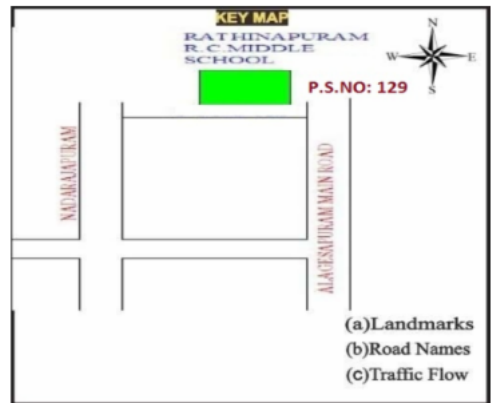 KEY MAP
RATHINAPURAM
R.C.MIDDLE
SCHOOL
P.S.NO: 129
N
W
E
S
NADARAJAPURAM
ALAGESAPURAM MAIN ROAD
(a)Landmarks
(b)Road Names
(c)Traffic Flow